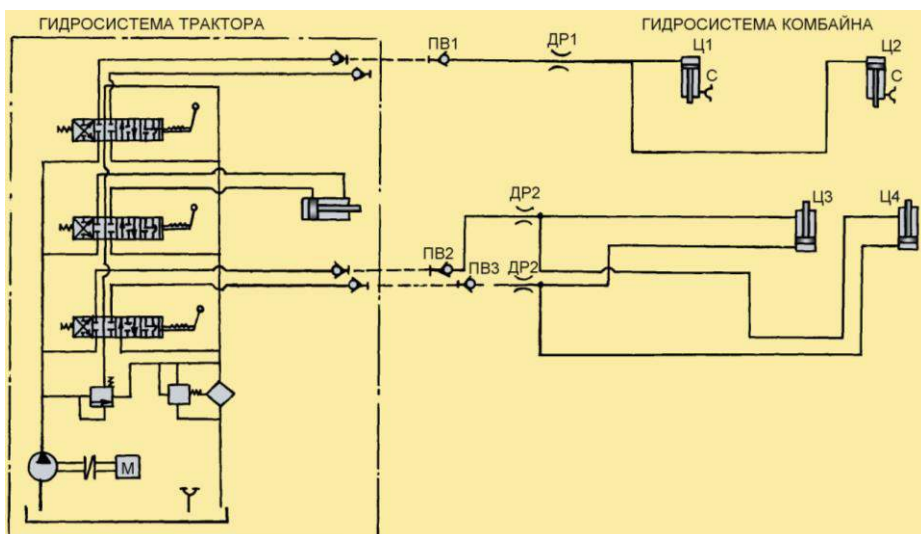 ГИДРОСИСТЕМА ТРАКТОРА
ГИДРОСИСТЕМА КОМБАЙНА
ПВ1
ДР1
Ц1
Ц2
С
С
ДР2
Ц3
Ц4
ПВ2
ПВ3
ДР2
М